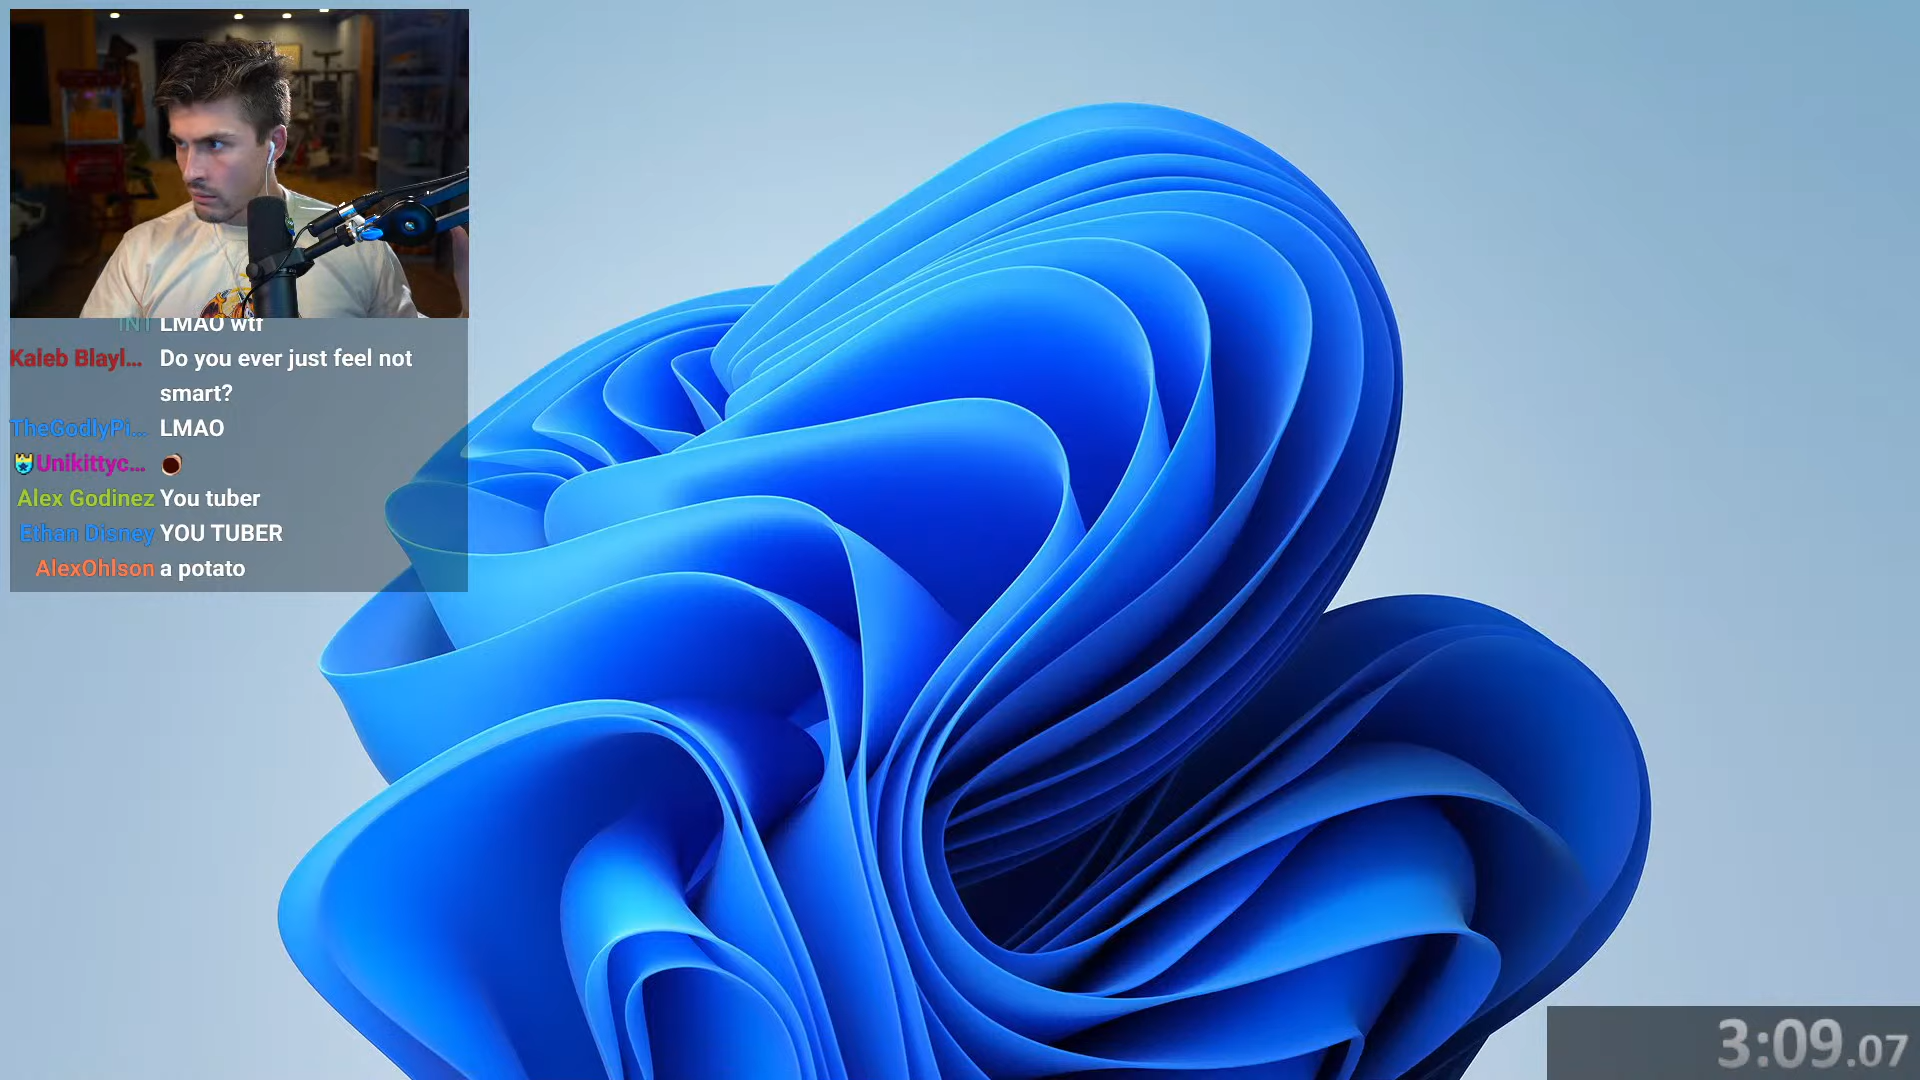 INT LMAO wtf
Kaleb Blayl... Do you ever just feel not
smart?
TheGodlyPi... LMAO
Unikittyc...
Alex Godinez You tuber
Ethan Disney YOU TUBER
AlexOhlson a potato
3:09.07